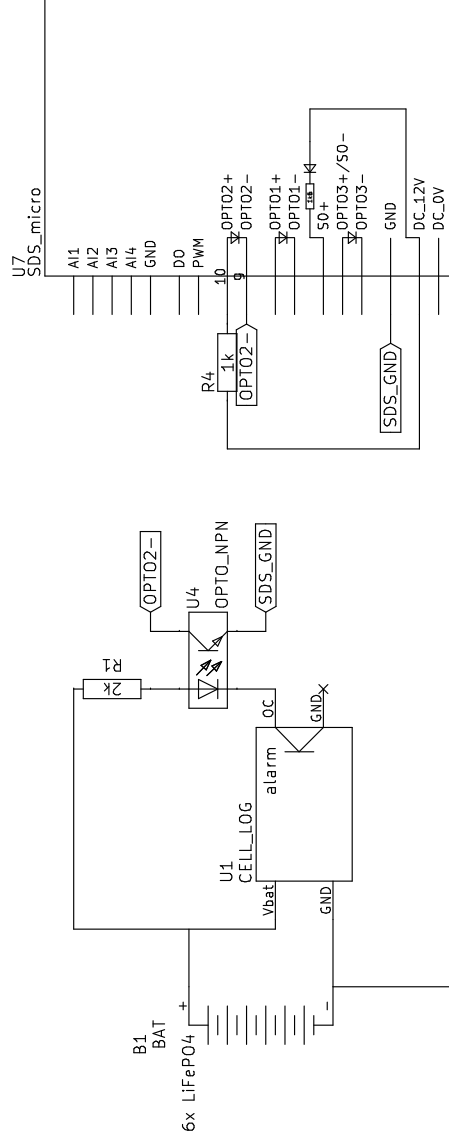 U7
SDS_micro
AI1
AI2
AI3
AI4
GND
DO
PWM
10
OPTO2+
9
OPTO2-
R4
1k
OPTO2-
OPTO1+
OPTO1-
SO+
OPTO3+/SO-
OPTO3-
GND
SDS_GND
DC_12V
DC_0V
OPTO2-
U4
OPTO_NPN
SDS_GND
R1
2k
OC
GND
alarm
U1
CELL_LOG
Vbat
GND
B1
BAT
6x LiFePO4
+
-